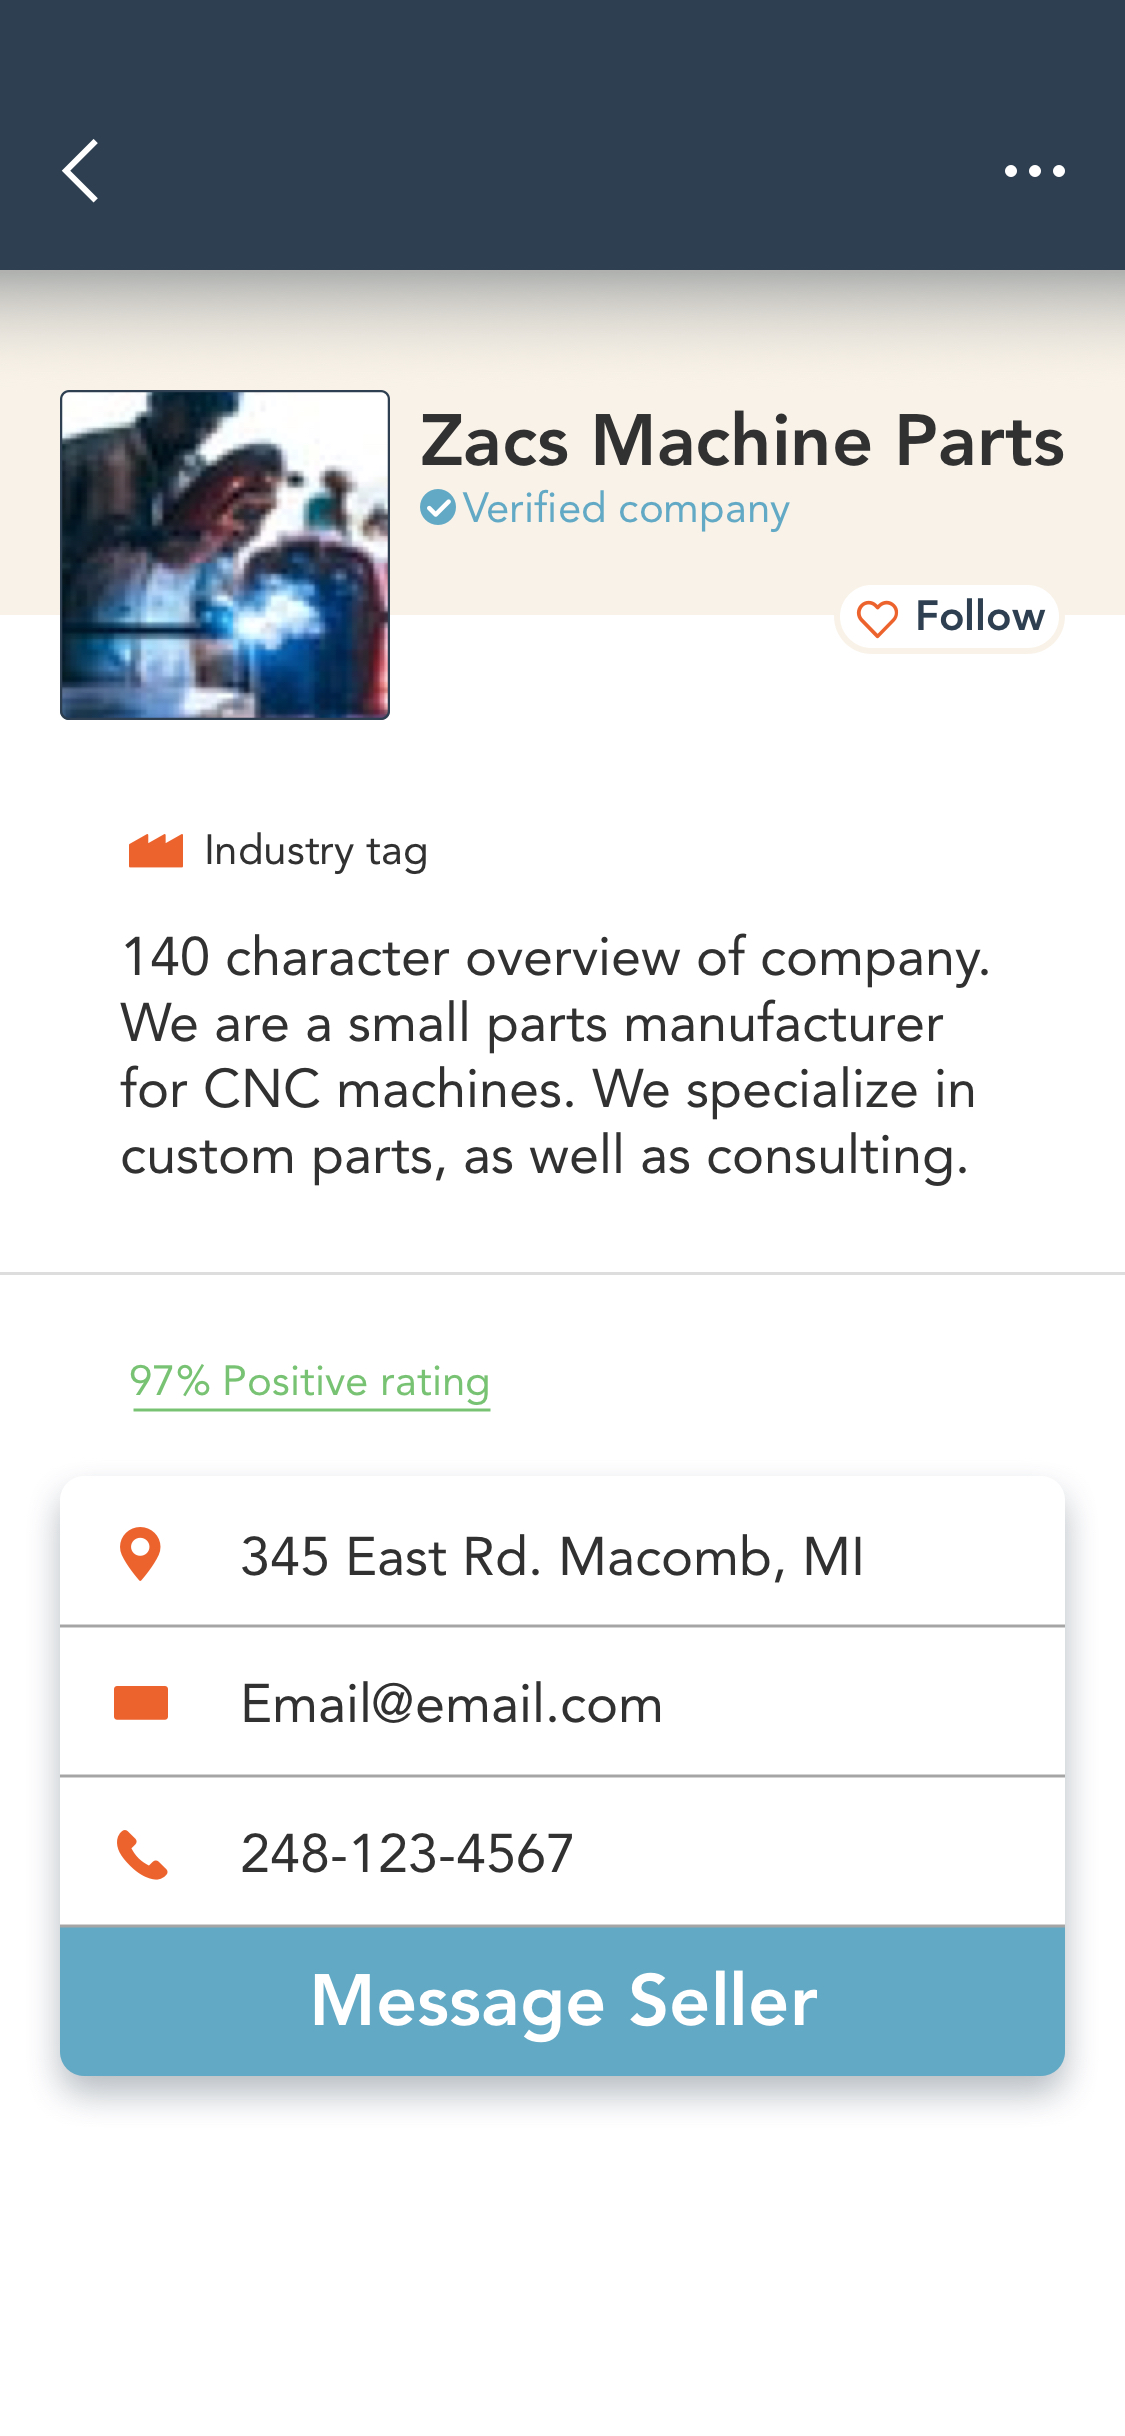 Zacs Machine Parts
Verified company
Follow
Industry tag
140 character overview of company.
We are a small parts manufacturer
for CNC machines. We specialize in
custom parts, as well as consulting.
97% Positive rating
345 East Rd. Macomb, MI
Email@email.com
248-123-4567
Message Seller